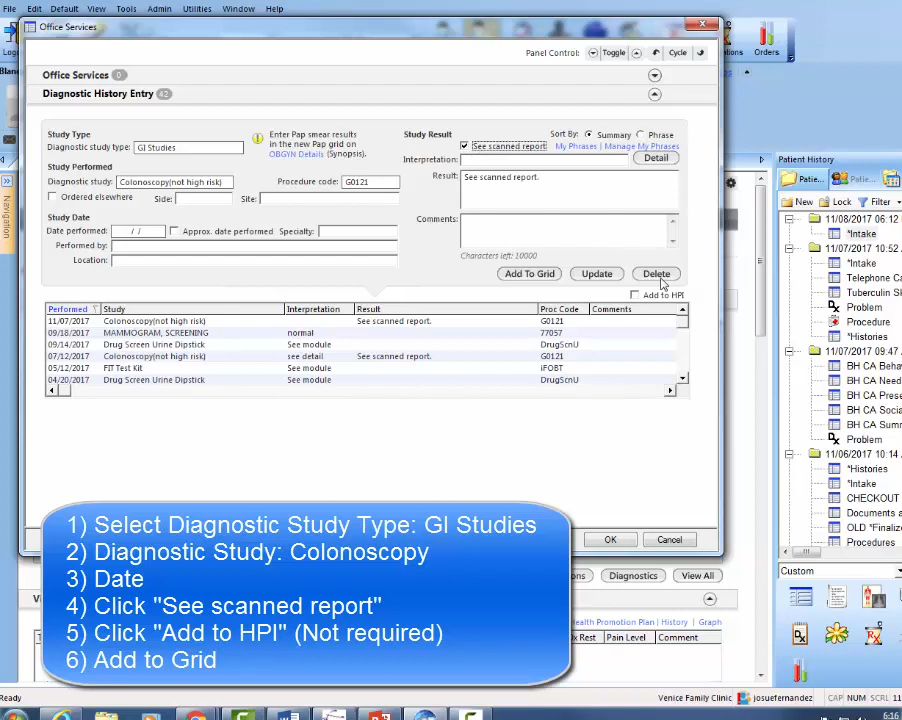 File Edit Default View Tools Admin Utilities Window Help
Office Services
Panel Control: Toggle Cycle
Orders
Office Services 0
Diagnostic History Entry 42
Study Type
Diagnostic study type: GI Studies
Enter Pap smear results
in the new Pap grid on
OBGYN Details (Synopsis).
Study Performed
Diagnostic study: Colonoscopy(not high risk) Procedure code: G0121
Ordered elsewhere Side: Site:
Study Date
Date performed: / / Approx. date performed Specialty:
Performed by:
Location:
Study Result Sort By: Summary Phrase
See scanned report My Phrases | Manage My Phrases
Interpretation: Detail
Result: See scanned report.
Comments:
Characters left: 10000
Add To Grid Update Delete
Add to HPI
Performed Study Interpretation Result Proc Code Comments
11/07/2017 Colonoscopy(not high risk) See scanned report. G0121
09/18/2017 MAMMOGRAM, SCREENING normal 77057
09/14/2017 Drug Screen Urine Dipstick See module DrugScnU
07/12/2017 Colonoscopy(not high risk) see detail See scanned report. G0121
05/12/2017 FIT Test Kit See module iFOBT
04/20/2017 Drug Screen Urine Dipstick See module DrugScnU
OK Cancel
1) Select Diagnostic Study Type: GI Studies
2) Diagnostic Study: Colonoscopy
3) Date
4) Click "See scanned report"
5) Click "Add to HPI" (Not required)
6) Add to Grid
Diagnostics View All
Health Promotion Plan | History | Graph
Rest Pain Level Comment
Navigation
Patient History
Patie... Patie...
New Lock Filter
11/08/2017 06:12
*Intake
11/07/2017 10:52
*Intake
Telephone Ca
Tuberculin Sk
Problem
Procedure
*Histories
11/07/2017 09:47
BH CA Beha
BH CA Need
BH CA Prese
BH CA Socia
BH CA Summ
Problem
11/06/2017 10:14
*Histories
*Intake
CHECKOUT
Documents a
OLD *Finalize
Procedures
Custom
Ready
Venice Family Clinic josuefernandez CAP NUM SCRL 11
6:16